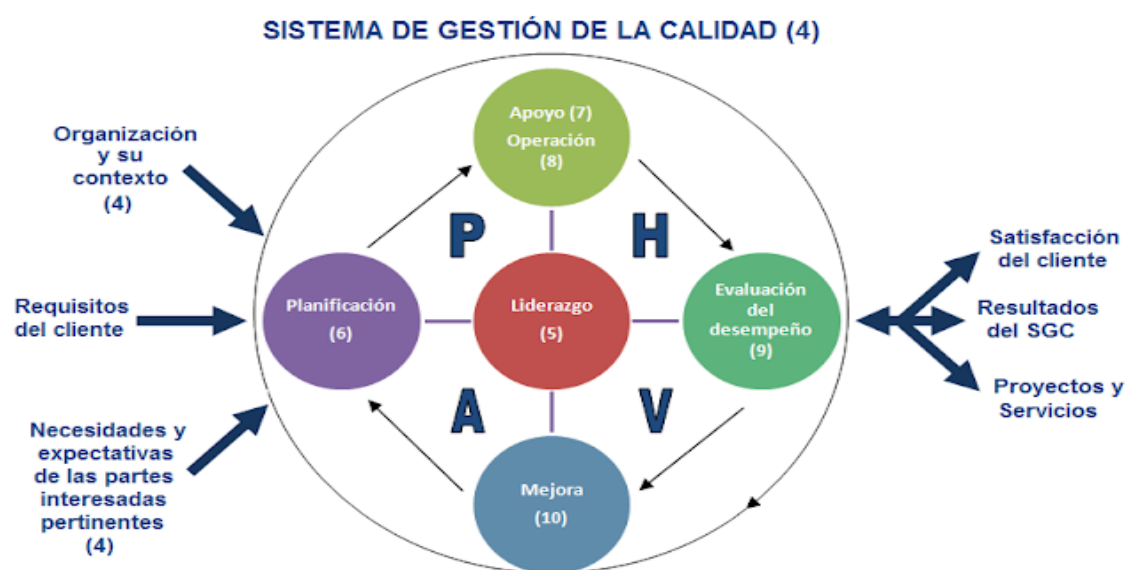 SISTEMA DE GESTIÓN DE LA CALIDAD (4)
Organización
y su
contexto
(4)
Requisitos
del cliente
Necesidades y
expectativas
de las partes
interesadas
pertinentes
(4)
Apoyo (7)
Operación
(8)
P
H
Planificación
(6)
Liderazgo
(5)
Evaluación
del
desempeño
(9)
A
V
Mejora
(10)
Satisfacción
del cliente
Resultados
del SGC
Proyectos y
Servicios